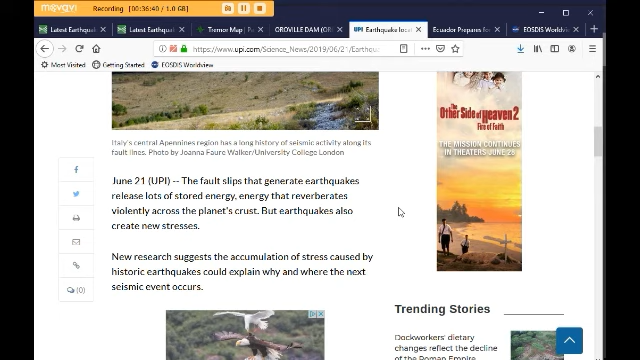 movavi
Recording 00:36:40 / 1.0 GB
Latest Earthquak
Latest Earthquak
Tremor Map | Pa
OROVILLE DAM (OR
UPI Earthquake locat
Ecuador Prepares for
EOSDIS Worldvie
https://www.upi.com/Science_News/2019/06/21/Earthqu
Most Visited
Getting Started
EOSDIS Worldview
Italy's central Apennines region has a long history of seismic activity along its
fault lines. Photo by Joanna Faure Walker/University College London
June 21 (UPI) -- The fault slips that generate earthquakes
release lots of stored energy, energy that reverberates
violently across the planet's crust. But earthquakes also
create new stresses.
New research suggests the accumulation of stress caused by
historic earthquakes could explain why and where the next
seismic event occurs.
(0)
The
Other Side of Heaven 2
Fire of Faith
THE MISSION CONTINUES
IN THEATERS JUNE 28
Trending Stories
Dockworkers' dietary
changes reflect the decline
of the Roman Empire